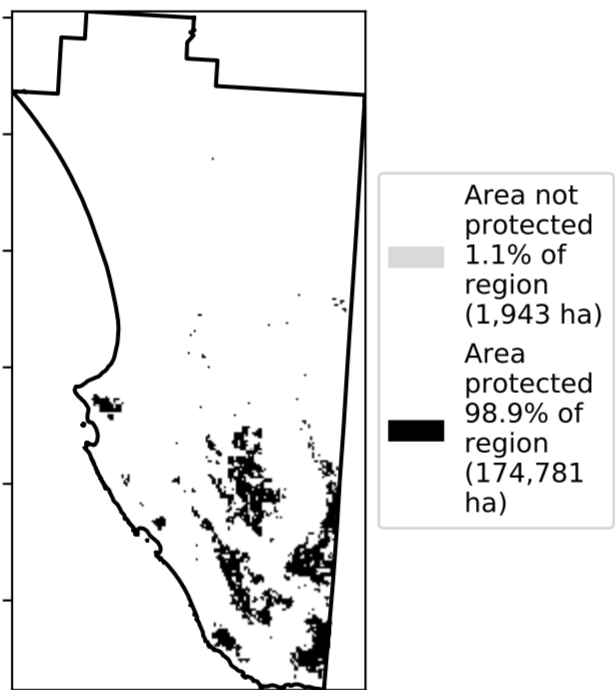 Area not
protected
1.1% of
region
(1,943 ha)
Area
protected
98.9% of
region
(174,781
ha)